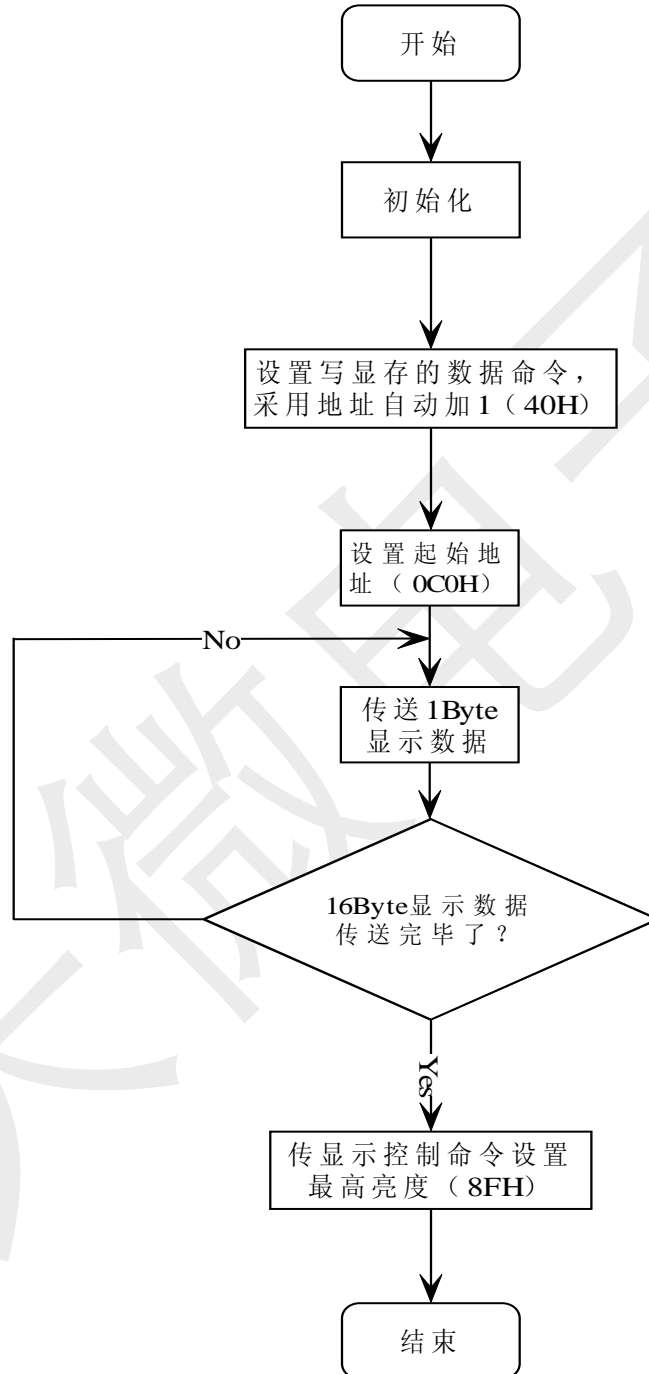 开始
初始化
设置写显存的数据命令，
采用地址自动加1（40H）
设置起始地
址（0C0H）
No
传送1Byte
显示数据
16Byte显示数据
传送完毕了？
Yes
传显示控制命令设置
最高亮度（8FH）
结束